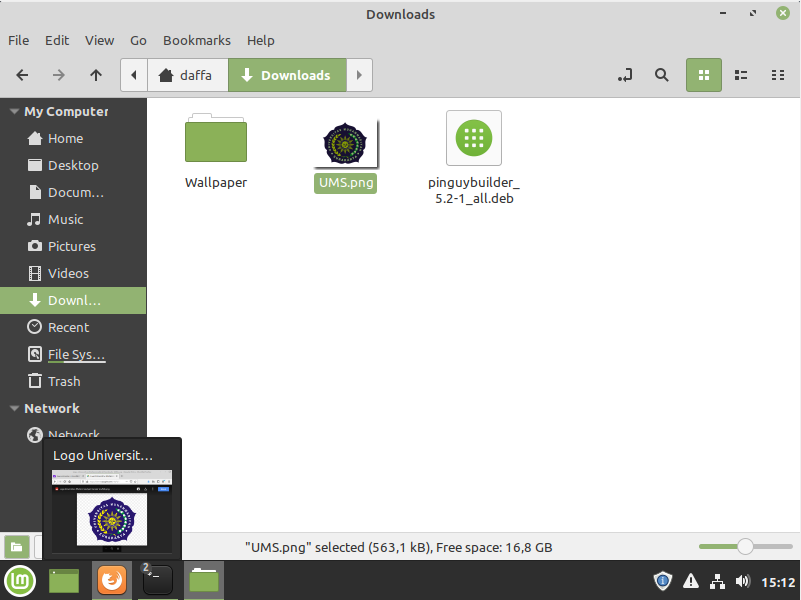 Downloads
File Edit View Go Bookmarks Help
daffa
Downloads
My Computer
Home
Desktop
Docum...
Music
Pictures
Videos
Downl...
Recent
File Sys...
Trash
Network
Network
Wallpaper
UMS.png
pinguybuilder_
5.2-1_all.deb
Logo Universit...
"UMS.png" selected (563,1 kB), Free space: 16,8 GB
2
15:12